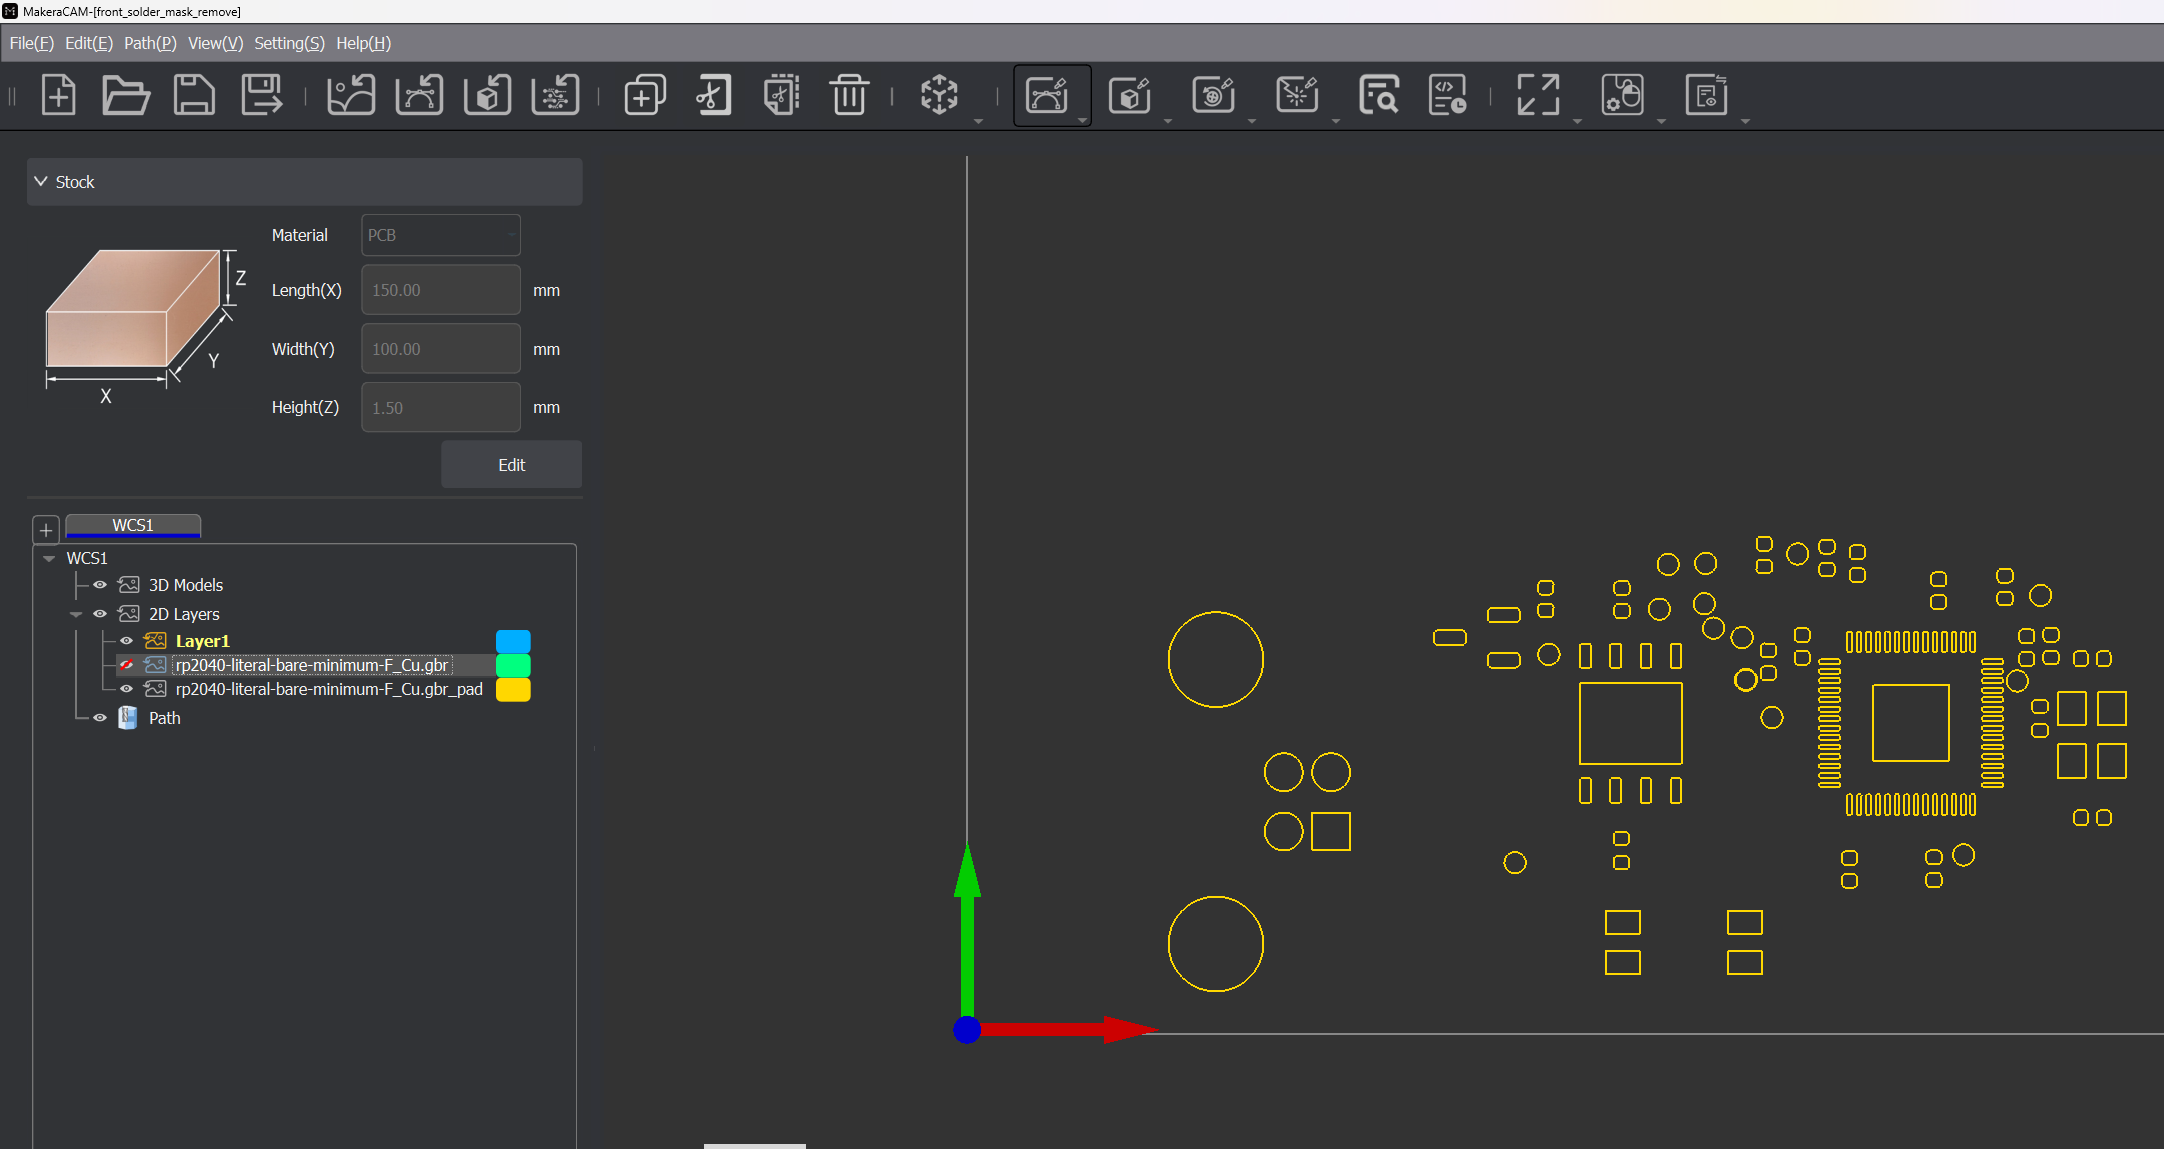 MakeraCAM-[front_solder_mask_remove]
File(F) Edit(E) Path(P) View(V) Setting(S) Help(H)
Stock
Material PCB
Length(X) 150.00 mm
Width(Y) 100.00 mm
Height(Z) 1.50 mm
Z
Y
X
Edit
+ WCS1
WCS1
3D Models
2D Layers
Layer1
rp2040-literal-bare-minimum-F_Cu.gbr
rp2040-literal-bare-minimum-F_Cu.gbr_pad
Path